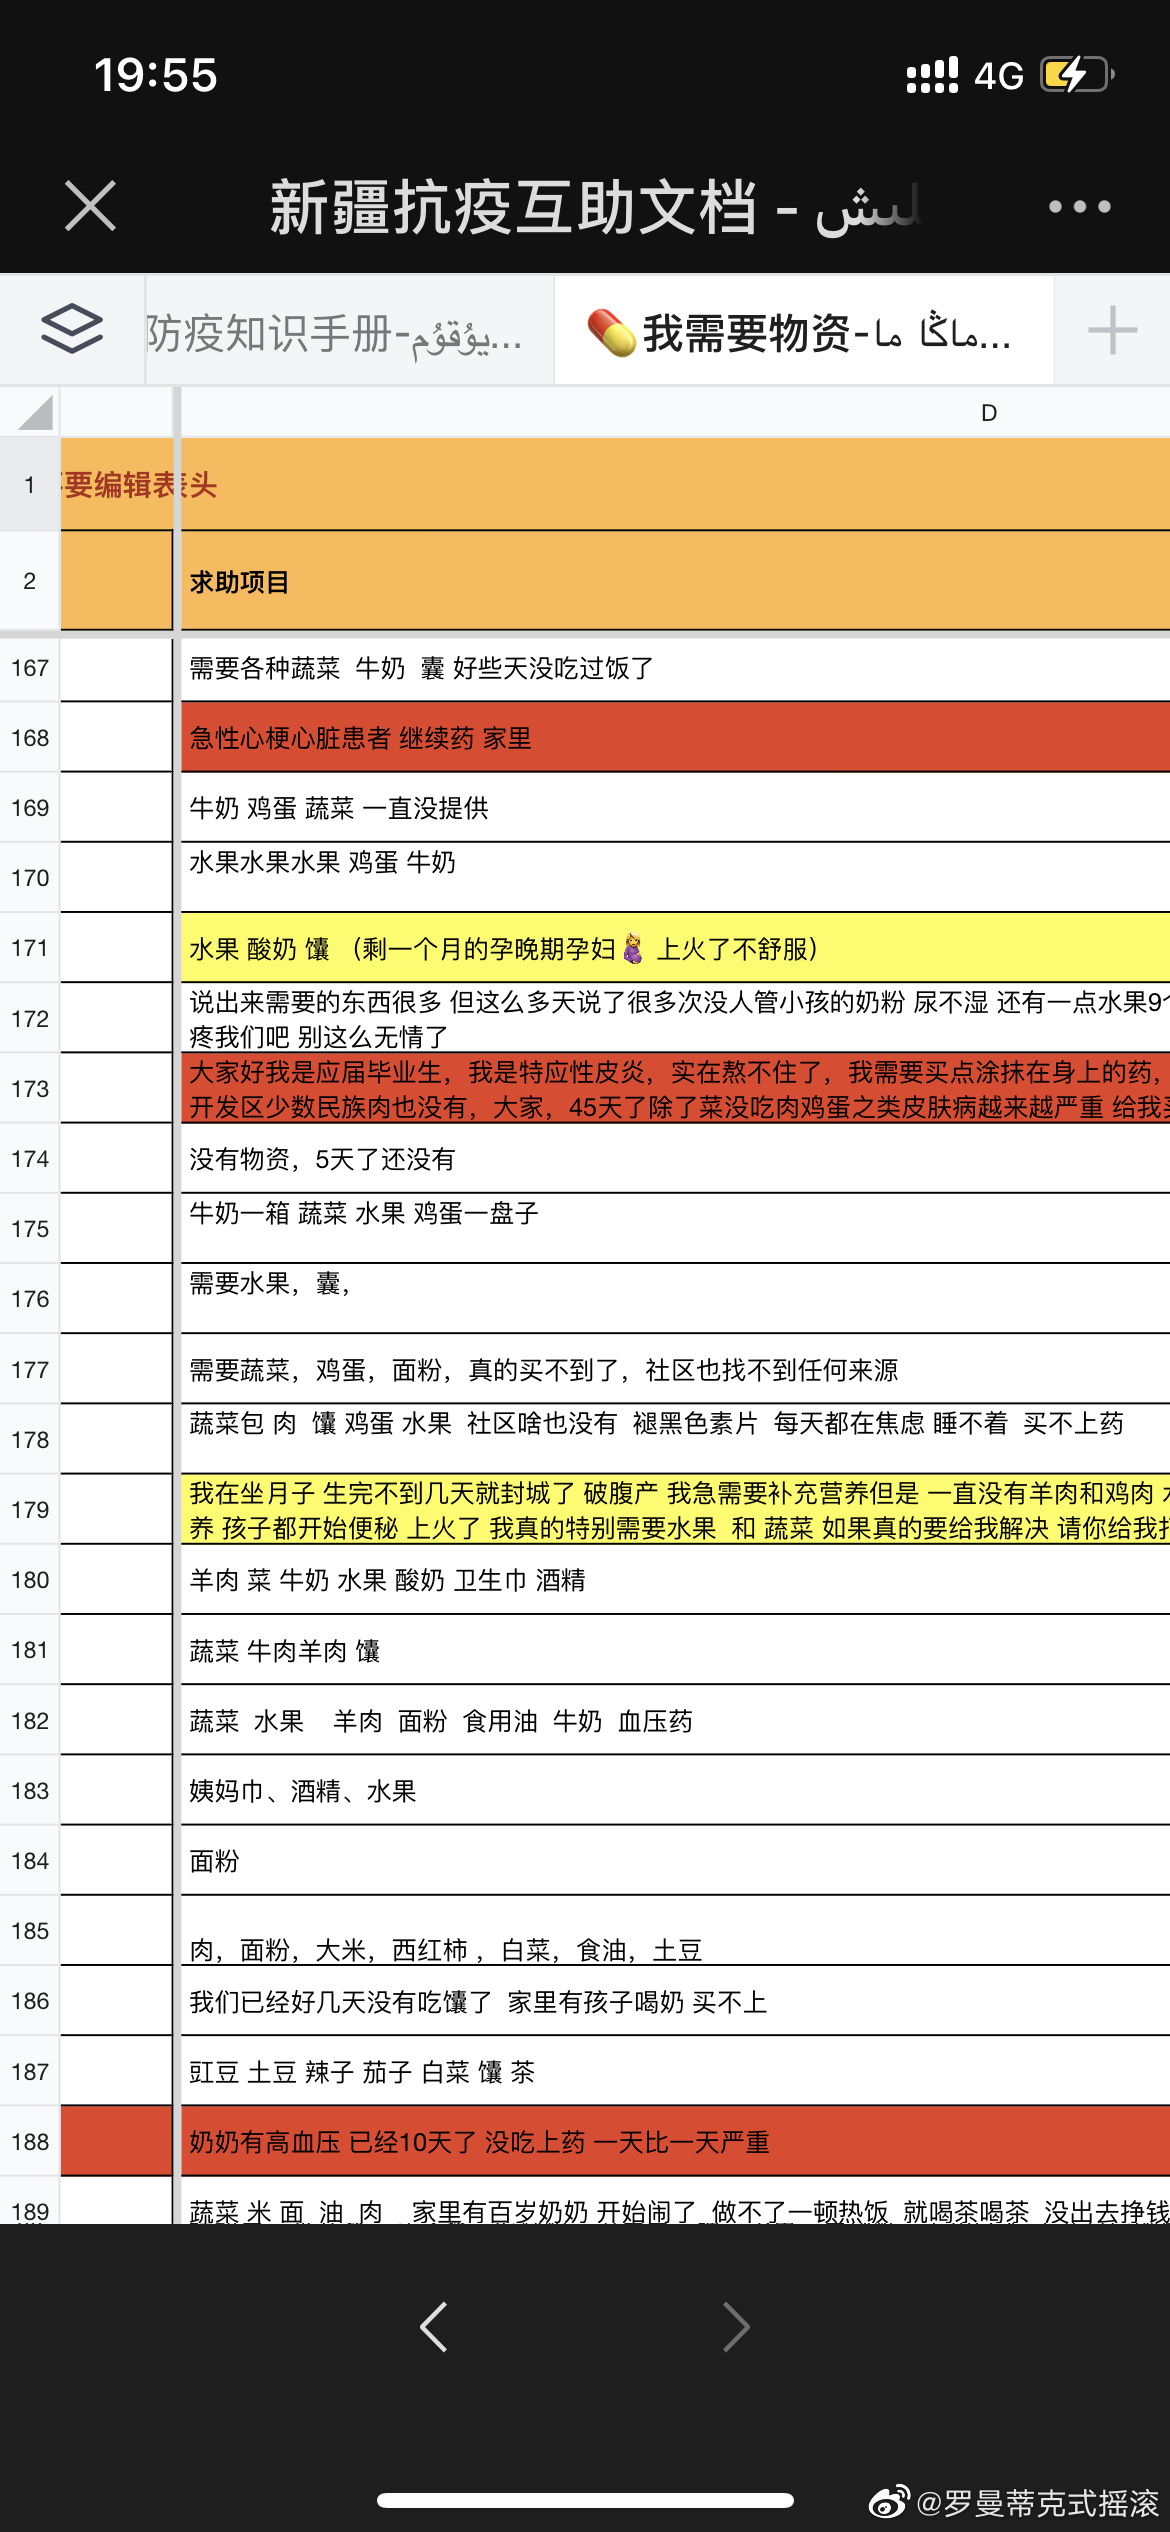 19:55
4G
新疆抗疫互助文档 -
防疫知识手册-يۇقۇم...
💊我需要物资-ماڭا ما...
D
1
要编辑表头
2
求助项目
167
需要各种蔬菜 牛奶 囊 好些天没吃过饭了
168
急性心梗心脏患者 继续药 家里
169
牛奶 鸡蛋 蔬菜 一直没提供
170
水果水果水果 鸡蛋 牛奶
171
水果 酸奶 馕 （剩一个月的孕晚期孕妇🤰 上火了不舒服）
172
说出来需要的东西很多 但这么多天说了很多次没人管小孩的奶粉 尿不湿 还有一点水果9
疼我们吧 别这么无情了
173
大家好我是应届毕业生，我是特应性皮炎，实在熬不住了，我需要买点涂抹在身上的药，
开发区少数民族肉也没有，大家，45天了除了菜没吃肉鸡蛋之类皮肤病越来越严重 给我
174
没有物资，5天了还没有
175
牛奶一箱 蔬菜 水果 鸡蛋一盘子
176
需要水果，囊，
177
需要蔬菜，鸡蛋，面粉，真的买不到了，社区也找不到任何来源
178
蔬菜包 肉 馕 鸡蛋 水果 社区啥也没有 褪黑色素片 每天都在焦虑 睡不着 买不上药
179
我在坐月子 生完不到几天就封城了 破腹产 我急需要补充营养但是 一直没有羊肉和鸡肉
养 孩子都开始便秘 上火了 我真的特别需要水果 和 蔬菜 如果真的要给我解决 请你给我
180
羊肉 菜 牛奶 水果 酸奶 卫生巾 酒精
181
蔬菜 牛肉羊肉 馕
182
蔬菜 水果 羊肉 面粉 食用油 牛奶 血压药
183
姨妈巾、酒精、水果
184
面粉
185
肉，面粉，大米，西红柿 ，白菜，食油，土豆
186
我们已经好几天没有吃馕了 家里有孩子喝奶 买不上
187
豇豆 土豆 辣子 茄子 白菜 馕 茶
188
奶奶有高血压 已经10天了 没吃上药 一天比一天严重
189
蔬菜 米 面 油 肉 家里有百岁奶奶 开始闹了 做不了一顿热饭 就喝茶喝茶 没出去挣钱
@罗曼蒂克式摇滚